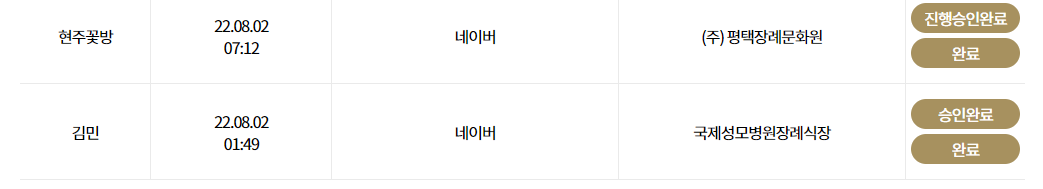 현주꽃방
22.08.02
07:12
네이버
(주) 평택장례문화원
진행승인완료
완료
김민
22.08.02
01:49
네이버
국제성모병원장례식장
승인완료
완료